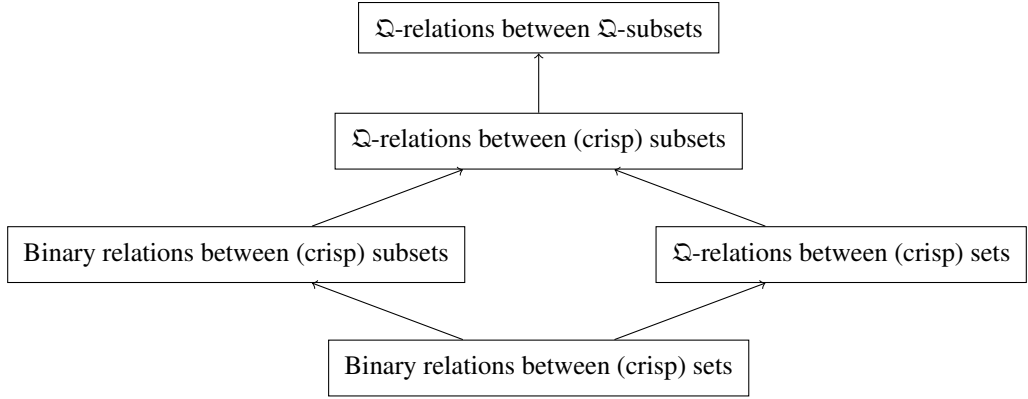 𝔔-relations between 𝔔-subsets
𝔔-relations between (crisp) subsets
Binary relations between (crisp) subsets
𝔔-relations between (crisp) sets
Binary relations between (crisp) sets